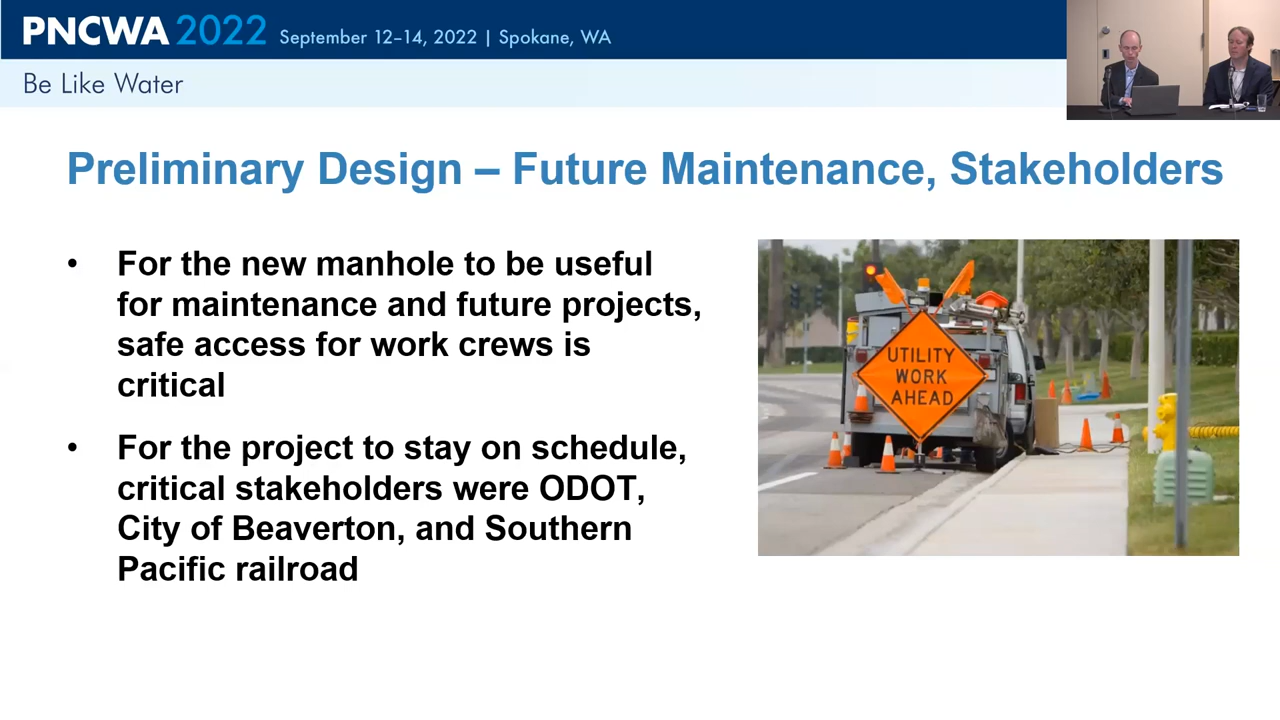 PNCWA 2022 September 12–14, 2022 | Spokane, WA
Be Like Water
Preliminary Design – Future Maintenance, Stakeholders
• For the new manhole to be useful
for maintenance and future projects,
safe access for work crews is
critical
• For the project to stay on schedule,
critical stakeholders were ODOT,
City of Beaverton, and Southern
Pacific railroad
UTILITY
WORK
AHEAD